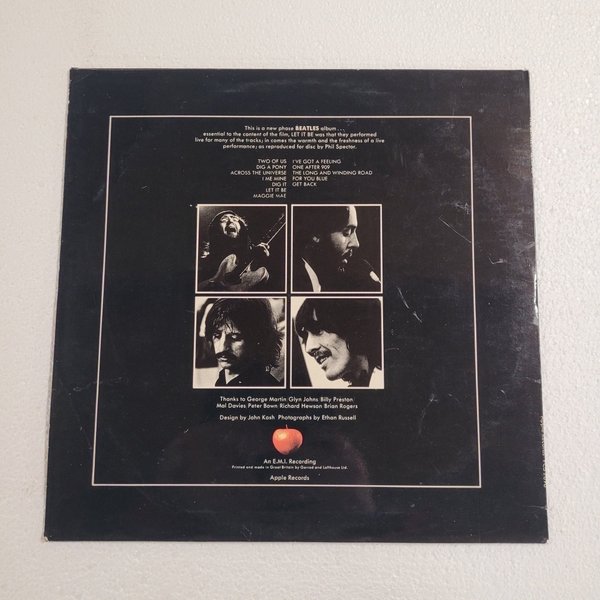 This is a new phase BEATLES album . . .
essential to the content of the film, LET IT BE was that they performed
live for many of the tracks; in comes the warmth and the freshness of a live
performance; as reproduced for disc by Phil Spector.
TWO OF US
DIG A PONY
ACROSS THE UNIVERSE
I ME MINE
DIG IT
LET IT BE
MAGGIE MAE
I'VE GOT A FEELING
ONE AFTER 909
THE LONG AND WINDING ROAD
FOR YOU BLUE
GET BACK
Thanks to George Martin Glyn Johns Billy Preston
Mal Davies Peter Bown Richard Hewson Brian Rogers
Design by John Kosh Photographs by Ethan Russell
An E.M.I. Recording
Printed and made in Great Britain by Garrod and Lofthouse Ltd.
Apple Records